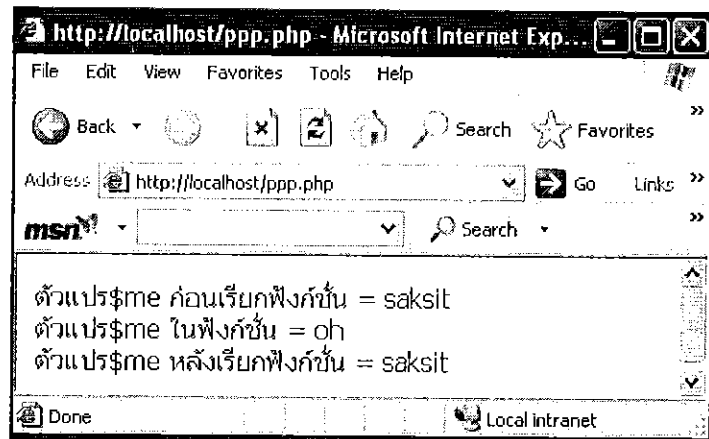 http://localhost/ppp.php - Microsoft Internet Exp...
File Edit View Favorites Tools Help
Back Search Favorites »
Address http://localhost/ppp.php Go Links »
msn Search »
ตัวแปร$me ก่อนเรียกฟังก์ชั่น = saksit
ตัวแปร$me ในฟังก์ชั่น = oh
ตัวแปร$me หลังเรียกฟังก์ชั่น = saksit
Done Local intranet